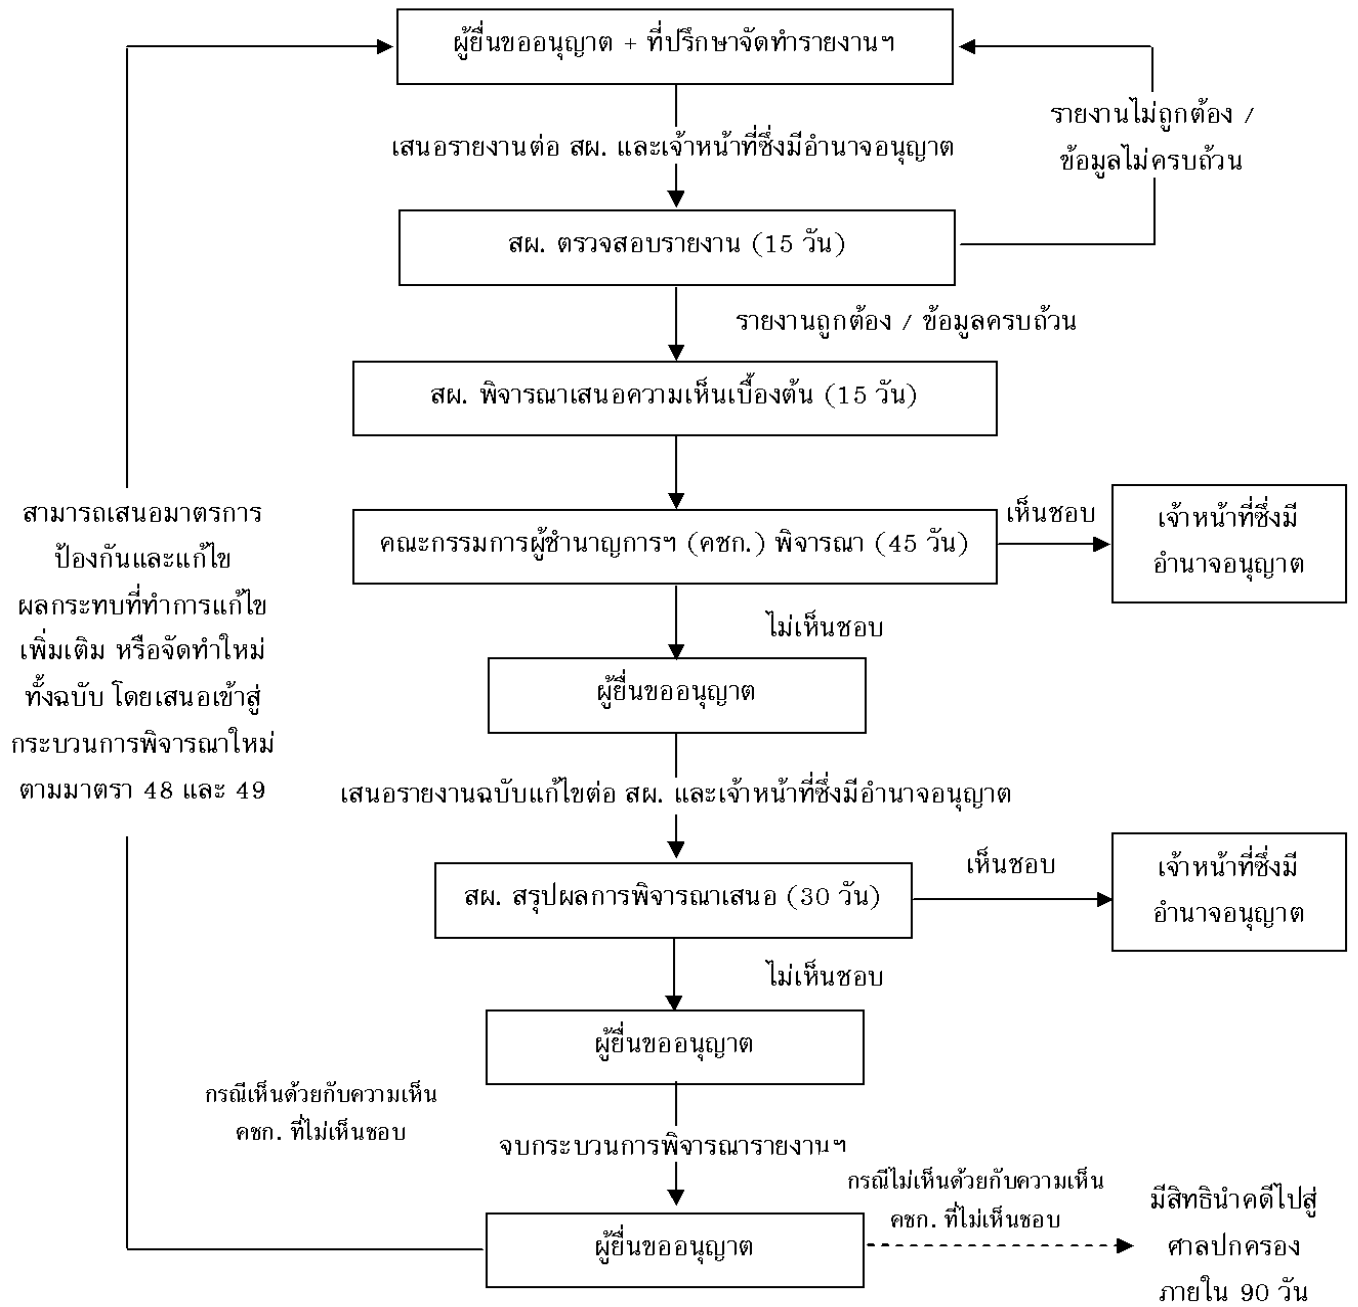 ผู้ยื่นขออนุญาต + ที่ปรึกษาจัดทำรายงานฯ
รายงานไม่ถูกต้อง /
ข้อมูลไม่ครบถ้วน
เสนอรายงานต่อ สผ. และเจ้าหน้าที่ซึ่งมีอำนาจอนุญาต
สผ. ตรวจสอบรายงาน (15 วัน)
รายงานถูกต้อง / ข้อมูลครบถ้วน
สผ. พิจารณาเสนอความเห็นเบื้องต้น (15 วัน)
คณะกรรมการผู้ชำนาญการฯ (คชก.) พิจารณา (45 วัน)
เห็นชอบ
เจ้าหน้าที่ซึ่งมี
อำนาจอนุญาต
ไม่เห็นชอบ
ผู้ยื่นขออนุญาต
สามารถเสนอมาตรการ
ป้องกันและแก้ไข
ผลกระทบที่ทำการแก้ไข
เพิ่มเติม หรือจัดทำใหม่
ทั้งฉบับ โดยเสนอเข้าสู่
กระบวนการพิจารณาใหม่
ตามมาตรา 48 และ 49
เสนอรายงานฉบับแก้ไขต่อ สผ. และเจ้าหน้าที่ซึ่งมีอำนาจอนุญาต
สผ. สรุปผลการพิจารณาเสนอ (30 วัน)
เห็นชอบ
เจ้าหน้าที่ซึ่งมี
อำนาจอนุญาต
ไม่เห็นชอบ
ผู้ยื่นขออนุญาต
กรณีเห็นด้วยกับความเห็น
คชก. ที่ไม่เห็นชอบ
จบกระบวนการพิจารณารายงานฯ
กรณีไม่เห็นด้วยกับความเห็น
คชก. ที่ไม่เห็นชอบ
ผู้ยื่นขออนุญาต
มีสิทธินำคดีไปสู่
ศาลปกครอง
ภายใน 90 วัน